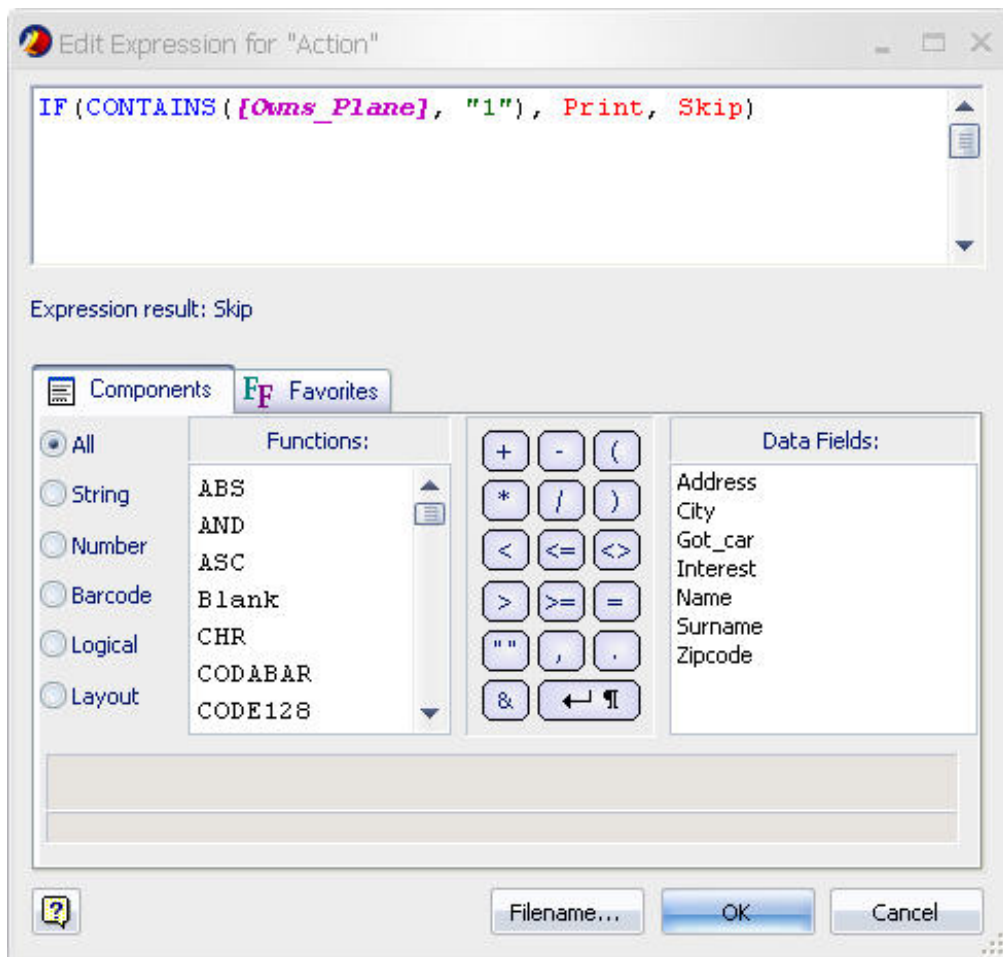 Edit Expression for "Action"
IF(CONTAINS([Owns_Plane], "1"), Print, Skip)
Expression result: Skip
Components
Favorites
All
String
Number
Barcode
Logical
Layout
Functions:
ABS
AND
ASC
Blank
CHR
CODABAR
CODE128
+ - (
* / )
< <= <>
> >= =
" " , .
& ↵ ¶
Data Fields:
Address
City
Got_car
Interest
Name
Surname
Zipcode
?
Filename...
OK
Cancel